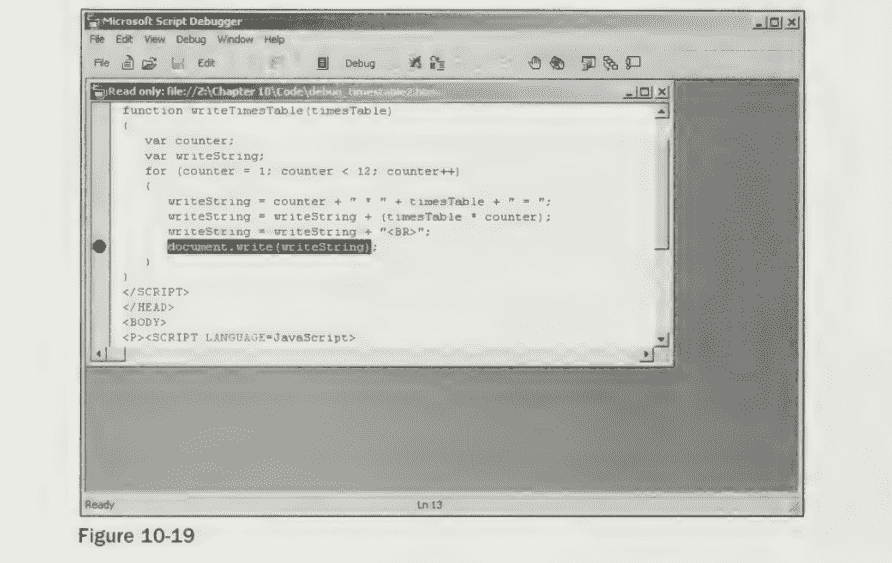 Microsoft Script Debugger
File Edit View Debug Window Help
File Edit Debug
Read only: file://Z:\Chapter 10\Code\debug_timestable2.htm
function writeTimesTable(timesTable)
{
var counter;
var writeString;
for (counter = 1; counter < 12; counter++)
{
writeString = counter + " * " + timesTable + " = ";
writeString = writeString + (timesTable * counter);
writeString = writeString + "<BR>";
document.write(writeString);
}
}
</SCRIPT>
</HEAD>
<BODY>
<P><SCRIPT LANGUAGE=JavaScript>
Ready Ln 13
Figure 10-19